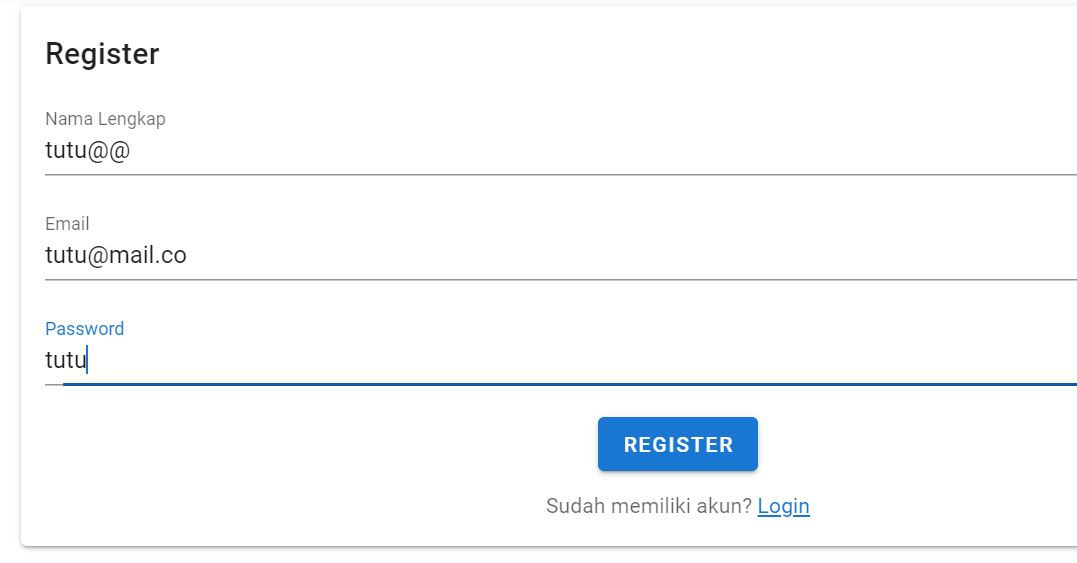 Register
Nama Lengkap
tutu@@
Email
tutu@mail.co
Password
tutu
REGISTER
Sudah memiliki akun? Login